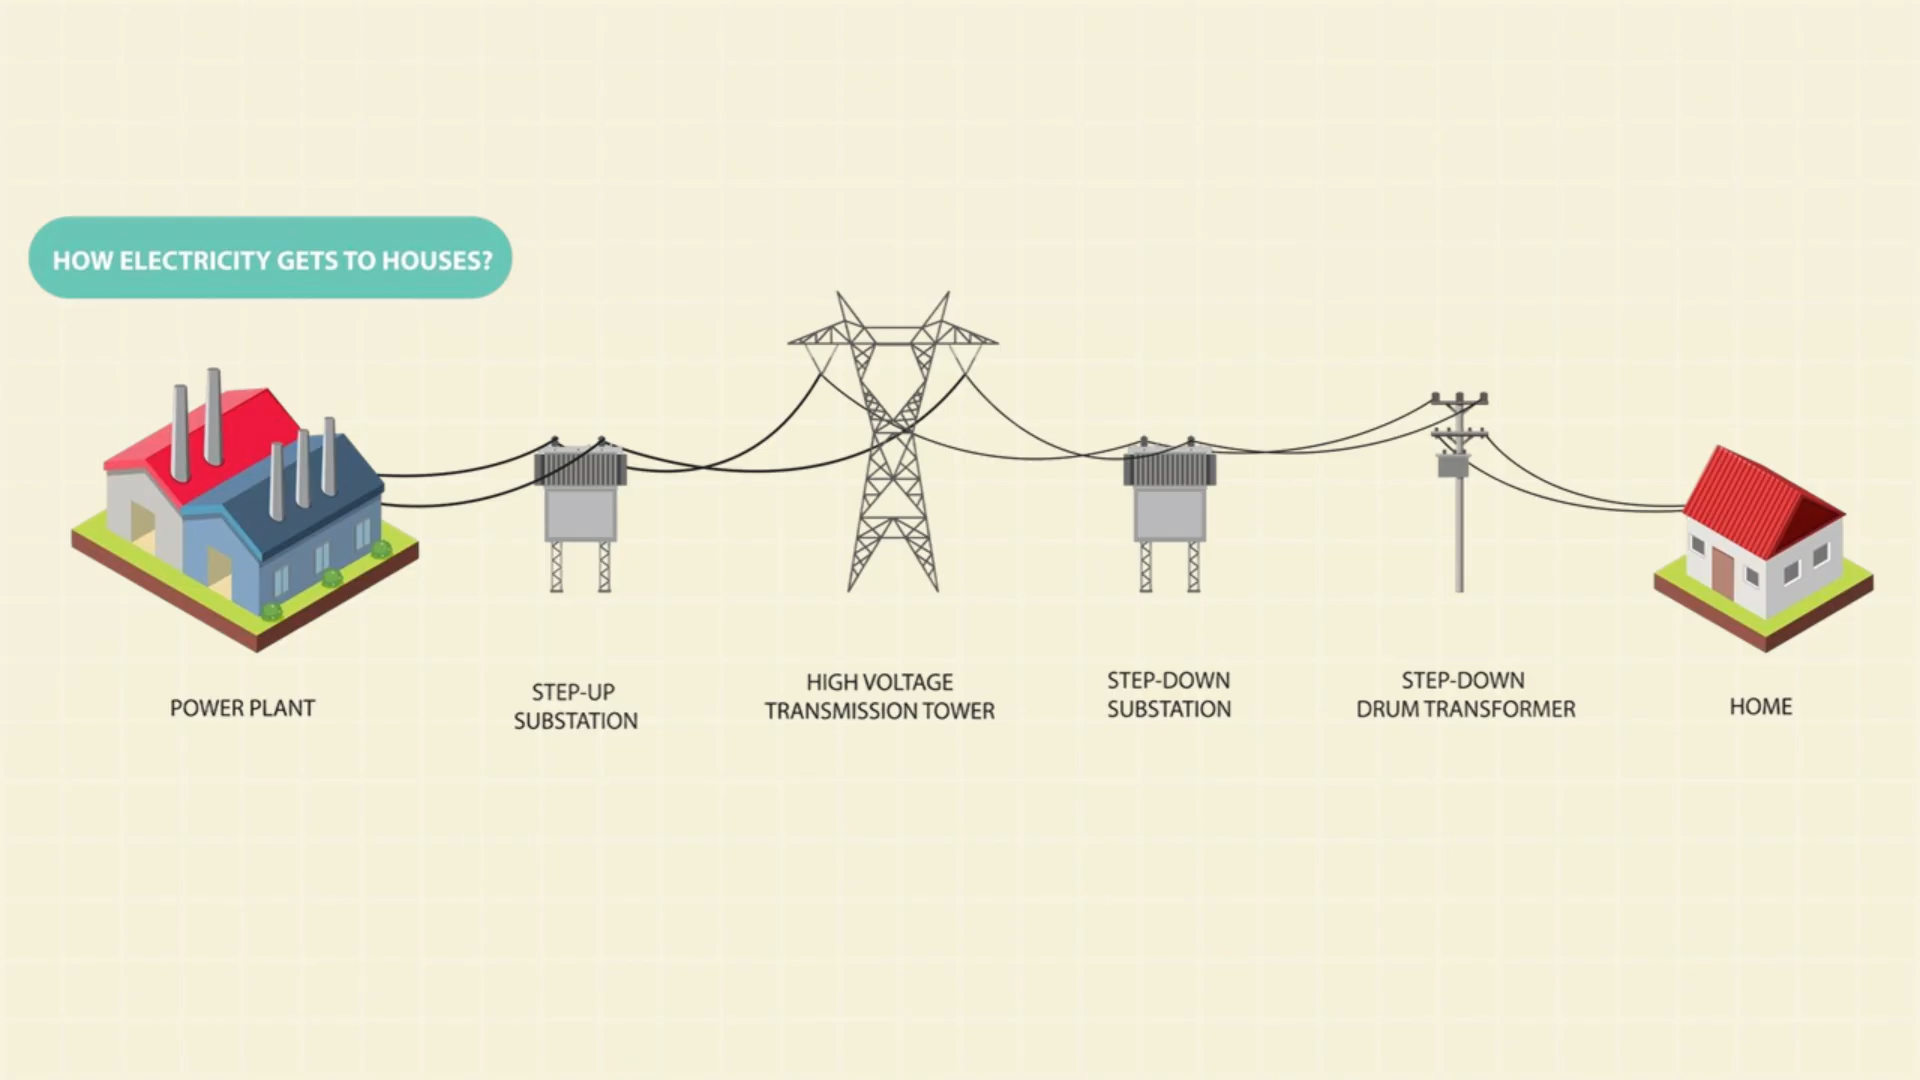 HOW ELECTRICITY GETS TO HOUSES?
POWER PLANT
STEP-UP
SUBSTATION
HIGH VOLTAGE
TRANSMISSION TOWER
STEP-DOWN
SUBSTATION
STEP-DOWN
DRUM TRANSFORMER
HOME